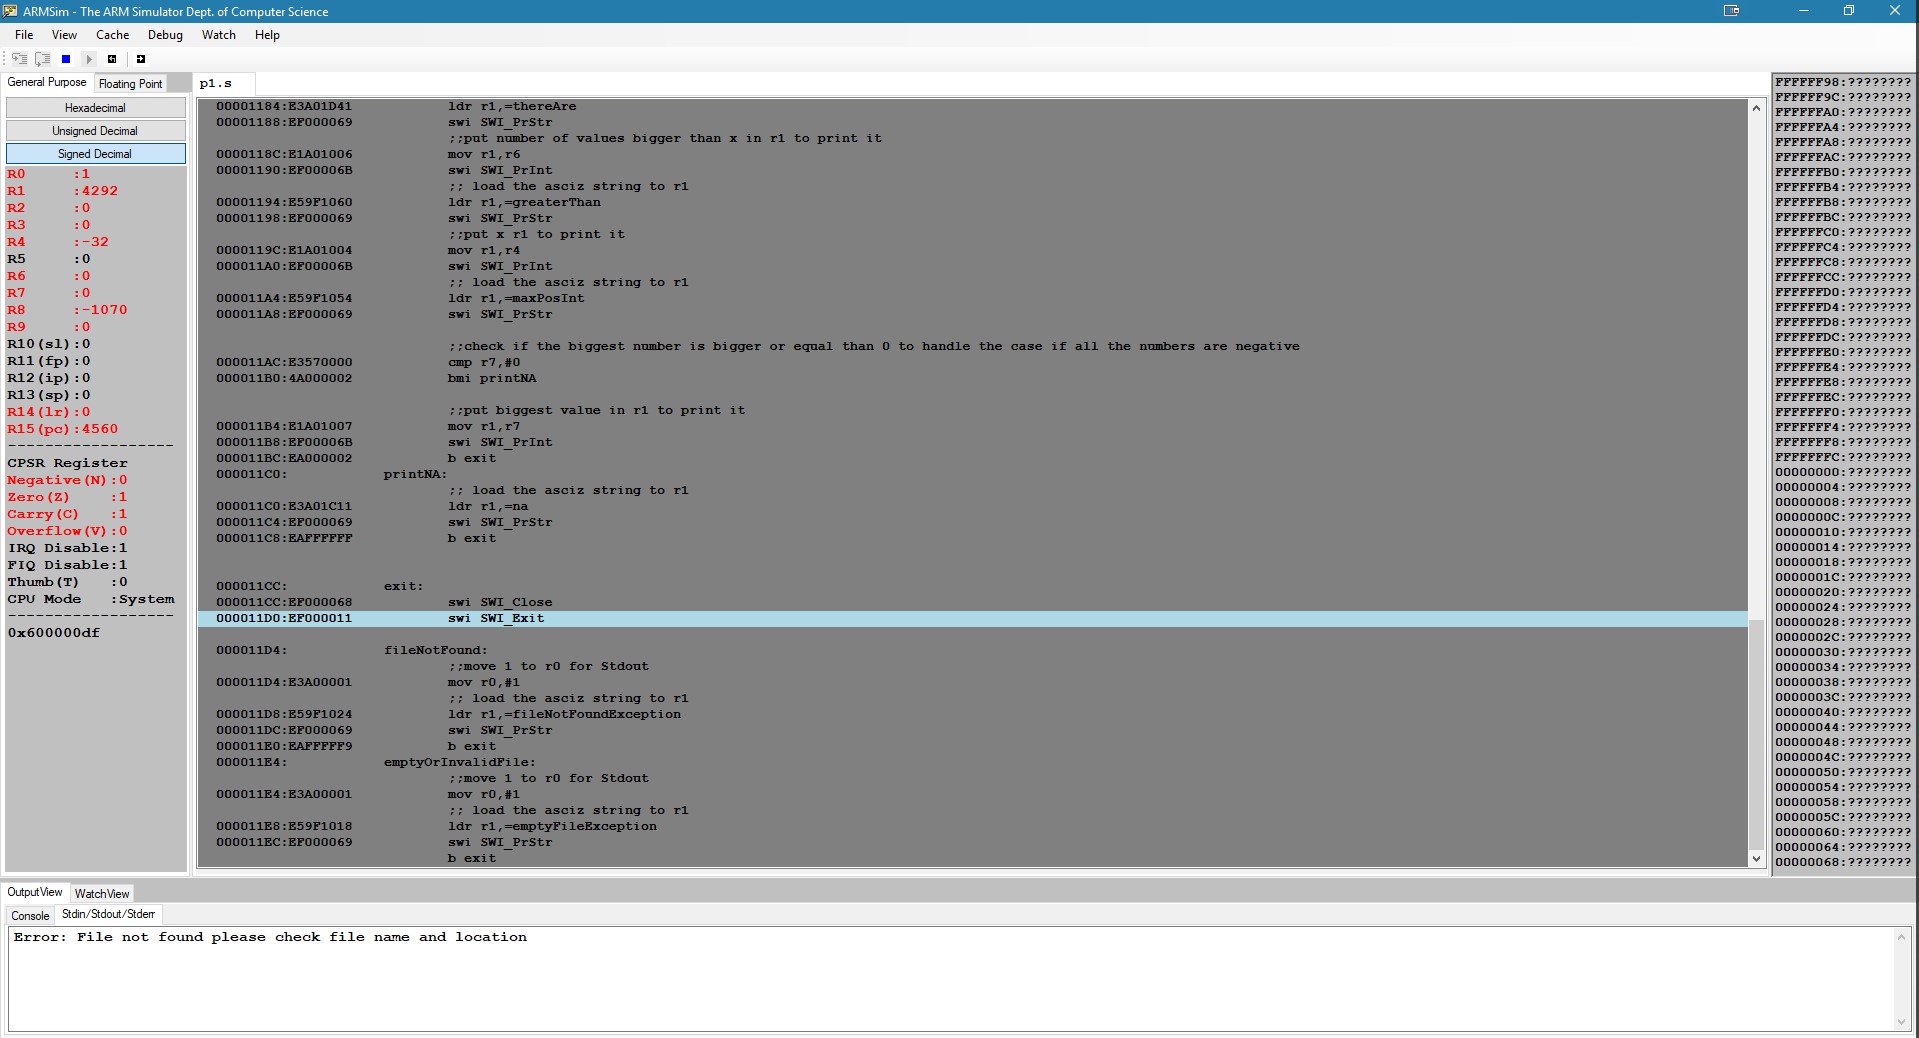 ARMSim - The ARM Simulator Dept. of Computer Science
File View Cache Debug Watch Help
General Purpose Floating Point
Hexadecimal
Unsigned Decimal
Signed Decimal
R0 :1
R1 :4292
R2 :0
R3 :0
R4 :-32
R5 :0
R6 :0
R7 :0
R8 :-1070
R9 :0
R10(sl):0
R11(fp):0
R12(ip):0
R13(sp):0
R14(lr):0
R15(pc):4560
------------------
CPSR Register
Negative(N):0
Zero(Z) :1
Carry(C) :1
Overflow(V):0
IRQ Disable:1
FIQ Disable:1
Thumb(T) :0
CPU Mode :System
------------------
0x600000df
p1.s
00001184:E3A01D41 ldr r1,=thereAre
00001188:EF000069 swi SWI_PrStr
;;put number of values bigger than x in r1 to print it
0000118C:E1A01006 mov r1,r6
00001190:EF00006B swi SWI_PrInt
;; load the asciz string to r1
00001194:E59F1060 ldr r1,=greaterThan
00001198:EF000069 swi SWI_PrStr
;;put x r1 to print it
0000119C:E1A01004 mov r1,r4
000011A0:EF00006B swi SWI_PrInt
;; load the asciz string to r1
000011A4:E59F1054 ldr r1,=maxPosInt
000011A8:EF000069 swi SWI_PrStr
;;check if the biggest number is bigger or equal than 0 to handle the case if all the numbers are negative
000011AC:E3570000 cmp r7,#0
000011B0:4A000002 bmi printNA
;;put biggest value in r1 to print it
000011B4:E1A01007 mov r1,r7
000011B8:EF00006B swi SWI_PrInt
000011BC:EA000002 b exit
000011C0: printNA:
;; load the asciz string to r1
000011C0:E3A01C11 ldr r1,=na
000011C4:EF000069 swi SWI_PrStr
000011C8:EAFFFFFF b exit
000011CC: exit:
000011CC:EF000068 swi SWI_Close
000011D0:EF000011 swi SWI_Exit
000011D4: fileNotFound:
;;move 1 to r0 for Stdout
000011D4:E3A00001 mov r0,#1
;; load the asciz string to r1
000011D8:E59F1024 ldr r1,=fileNotFoundException
000011DC:EF000069 swi SWI_PrStr
000011E0:EAFFFFF9 b exit
000011E4: emptyOrInvalidFile:
;;move 1 to r0 for Stdout
000011E4:E3A00001 mov r0,#1
;; load the asciz string to r1
000011E8:E59F1018 ldr r1,=emptyFileException
000011EC:EF000069 swi SWI_PrStr
b exit
FFFFFF98:????????
FFFFFF9C:????????
FFFFFFA0:????????
FFFFFFA4:????????
FFFFFFA8:????????
FFFFFFAC:????????
FFFFFFB0:????????
FFFFFFB4:????????
FFFFFFB8:????????
FFFFFFBC:????????
FFFFFFC0:????????
FFFFFFC4:????????
FFFFFFC8:????????
FFFFFFCC:????????
FFFFFFD0:????????
FFFFFFD4:????????
FFFFFFD8:????????
FFFFFFDC:????????
FFFFFFE0:????????
FFFFFFE4:????????
FFFFFFE8:????????
FFFFFFEC:????????
FFFFFFF0:????????
FFFFFFF4:????????
FFFFFFF8:????????
FFFFFFFC:????????
00000000:????????
00000004:????????
00000008:????????
0000000C:????????
00000010:????????
00000014:????????
00000018:????????
0000001C:????????
00000020:????????
00000024:????????
00000028:????????
0000002C:????????
00000030:????????
00000034:????????
00000038:????????
0000003C:????????
00000040:????????
00000044:????????
00000048:????????
0000004C:????????
00000050:????????
00000054:????????
00000058:????????
0000005C:????????
00000060:????????
00000064:????????
00000068:????????
OutputView WatchView
Console Stdin/Stdout/Stderr
Error: File not found please check file name and location